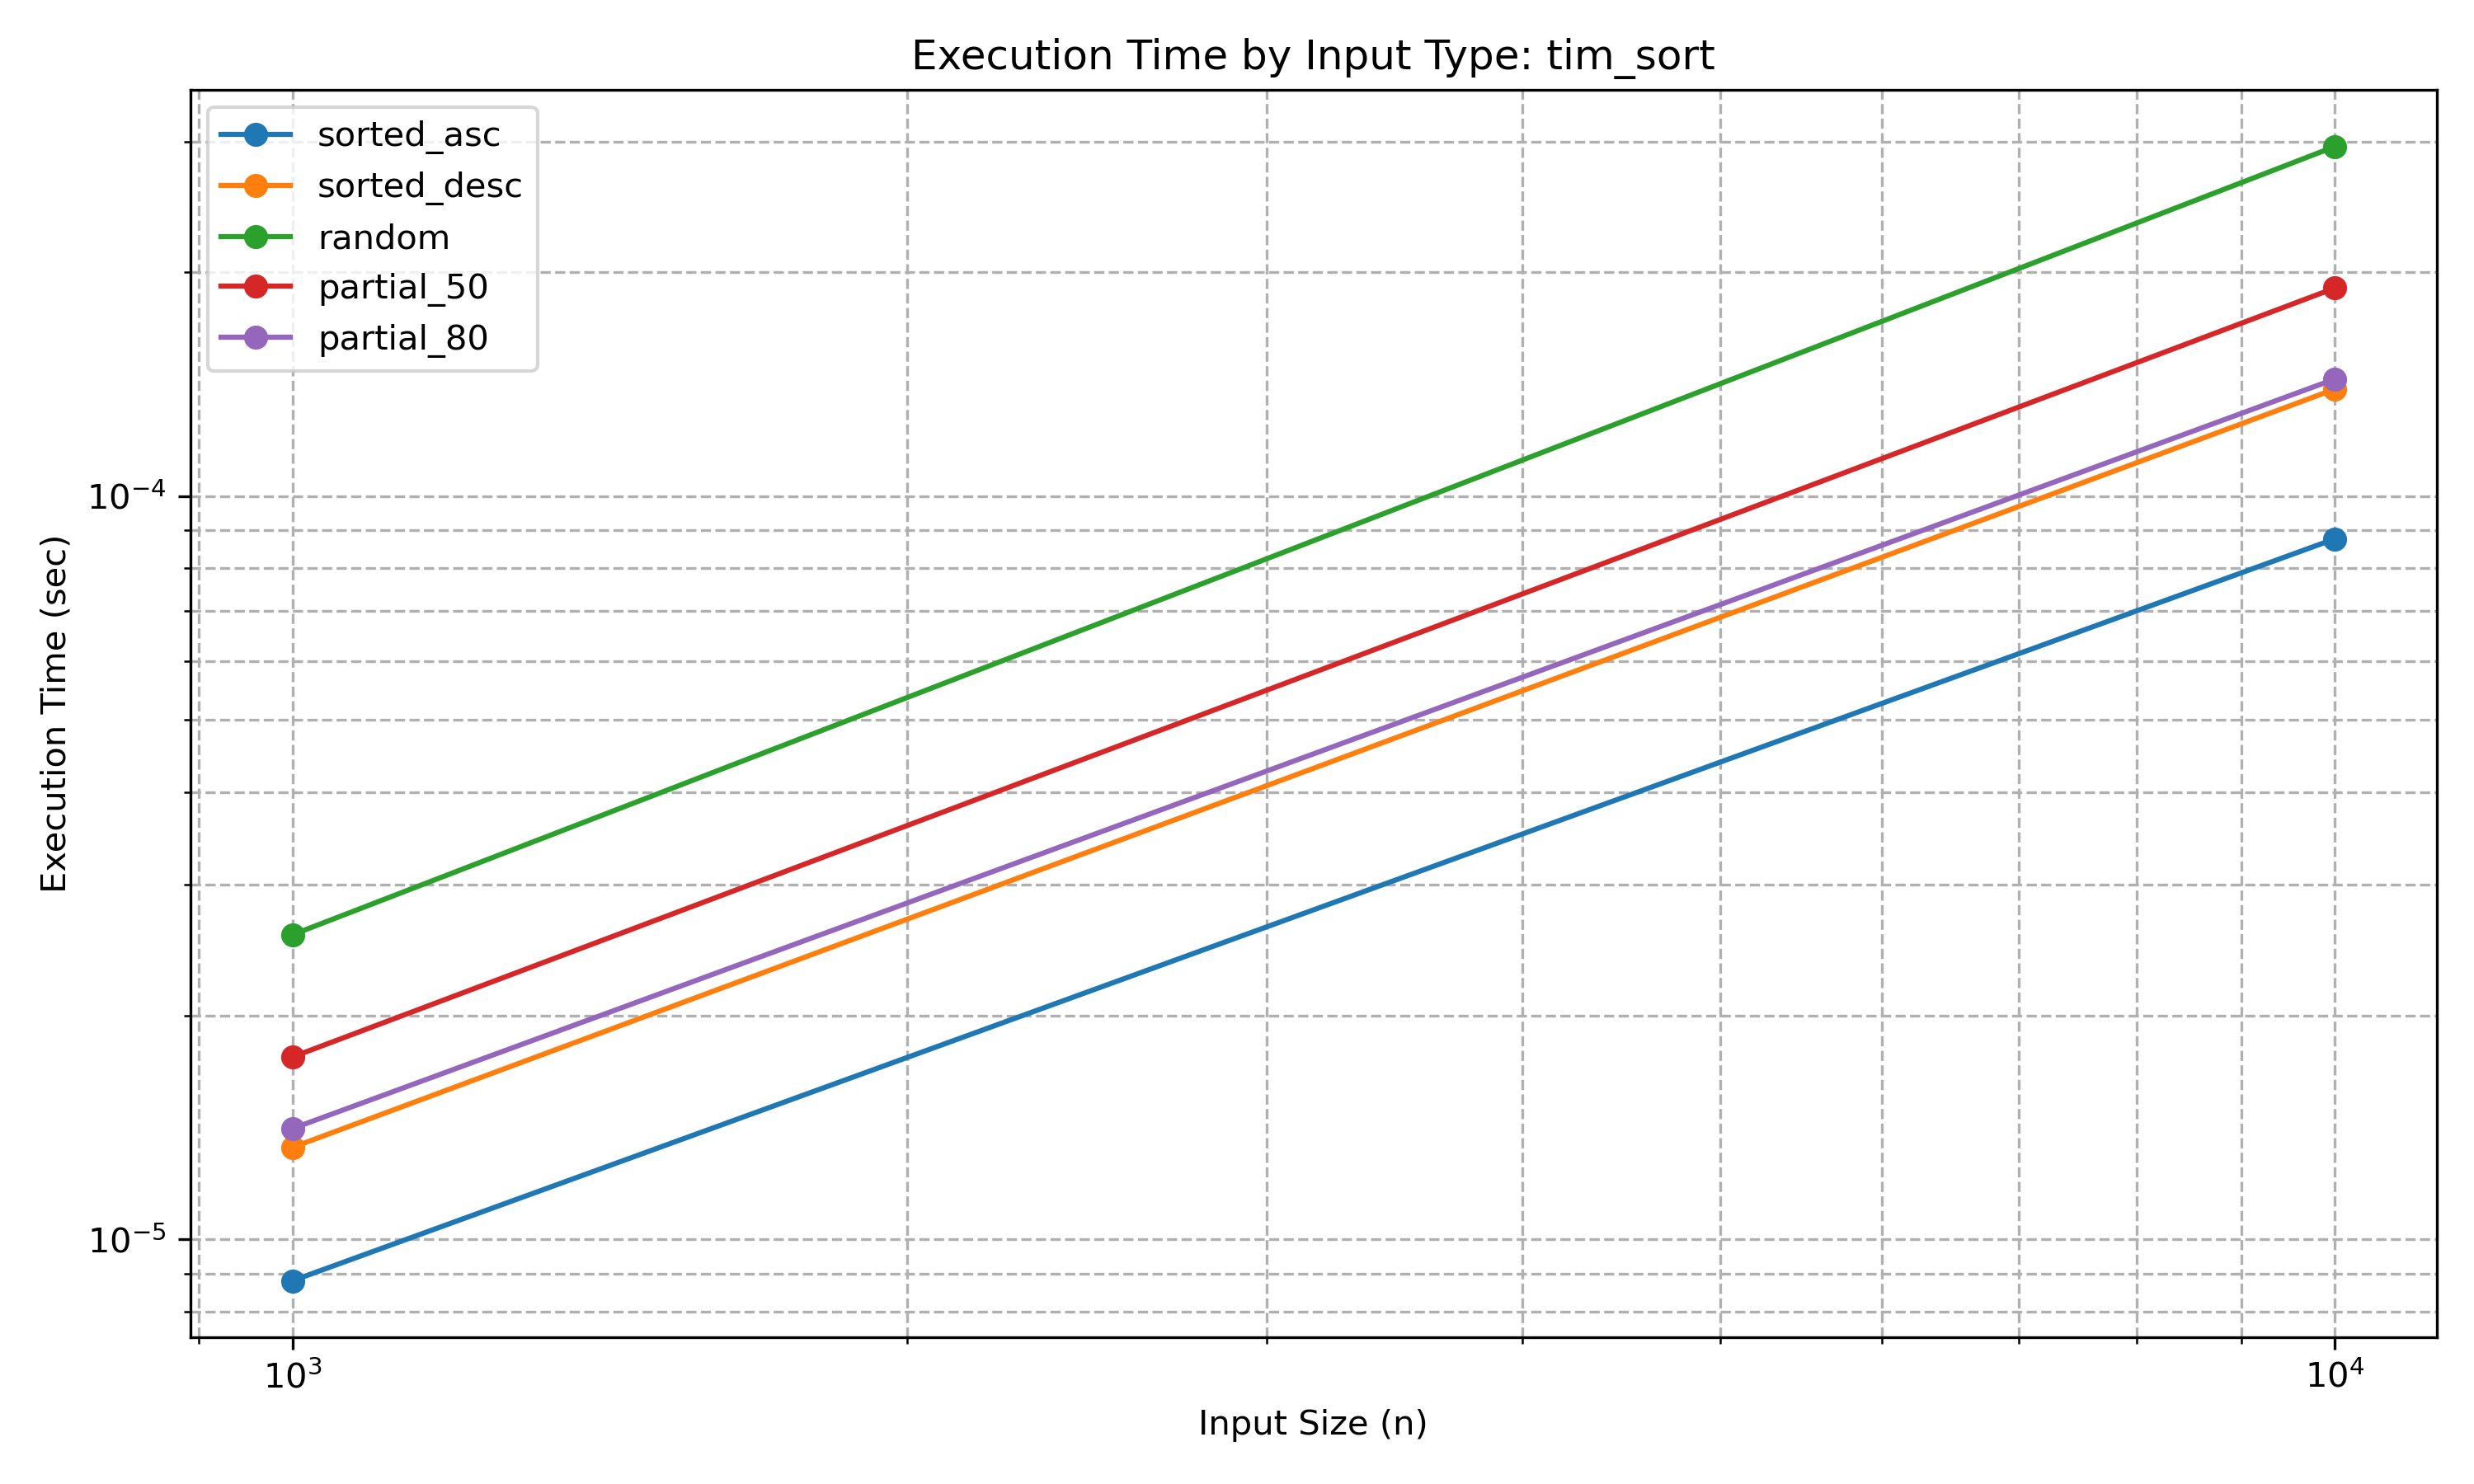 Execution Time by Input Type: tim_sort
sorted_asc
sorted_desc
random
partial_50
partial_80
Execution Time (sec)
10⁻⁴
10⁻⁵
10³
10⁴
Input Size (n)